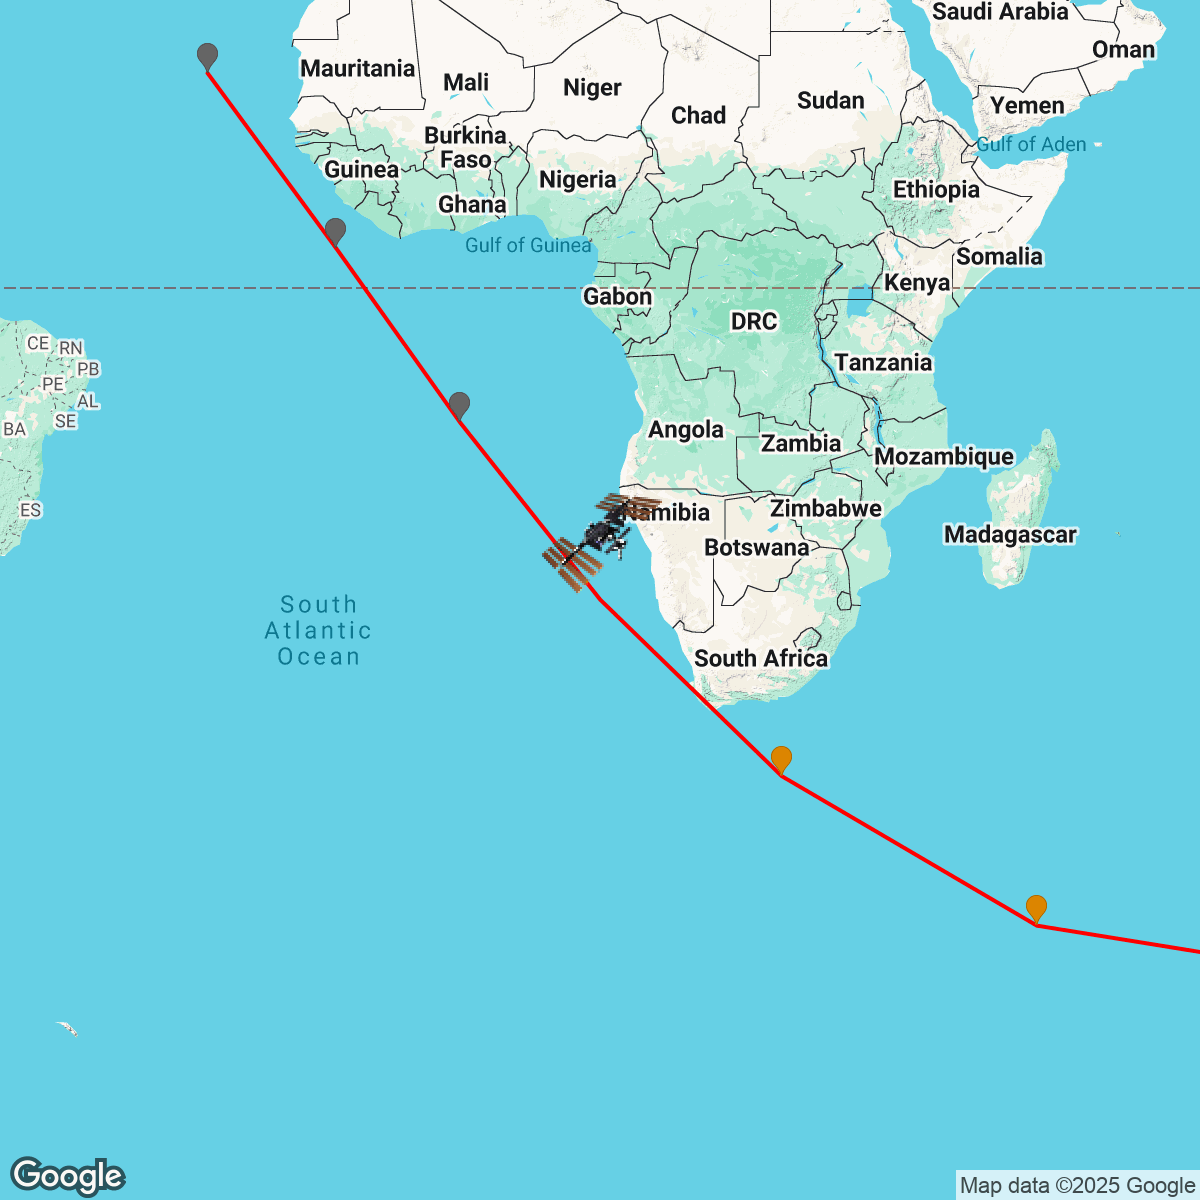 Saudi Arabia
Oman
Mauritania
Mali
Niger
Chad
Sudan
Yemen
Burkina
Faso
Gulf of Aden
Guinea
Nigeria
Ethiopia
Ghana
Gulf of Guinea
Somalia
Kenya
Gabon
DRC
CE
RN
Tanzania
PB
PE
AL
SE
BA
Angola
Zambia
Mozambique
ES
Namibia
Zimbabwe
Botswana
Madagascar
South
Atlantic
Ocean
South Africa
Google
Map data ©2025 Google